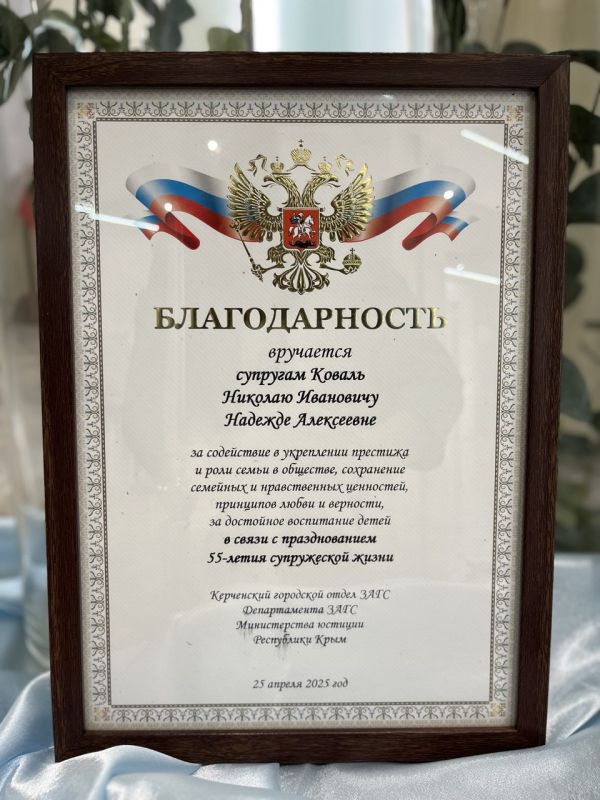 БЛАГОДАРНОСТЬ
вручается
супругам Коваль
Николаю Ивановичу
Надежде Алексеевне
за содействие в укреплении престижа
и роли семьи в обществе, сохранение
семейных и нравственных ценностей,
принципов любви и верности,
за достойное воспитание детей
в связи с празднованием
55-летия супружеской жизни
Керченский городской отдел ЗАГС
Департамента ЗАГС
Министерства юстиции
Республики Крым
25 апреля 2025 год